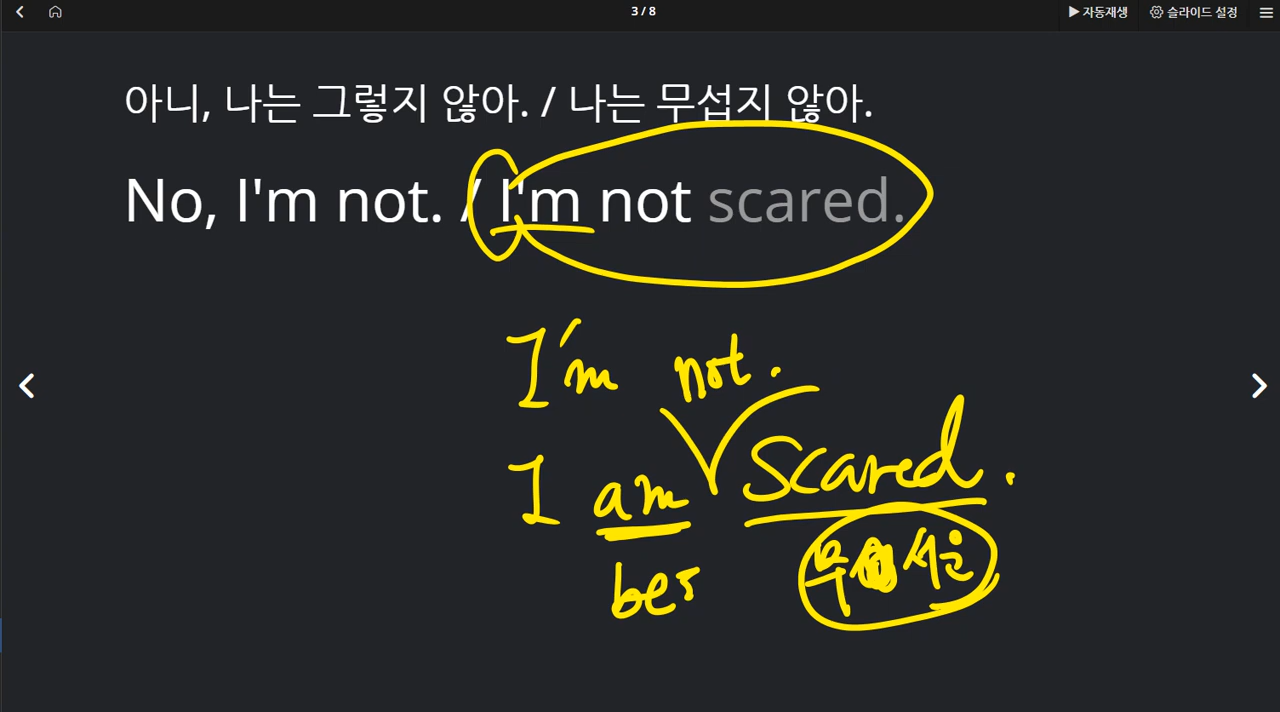 3 / 8 ▶ 자동재생 슬라이드 설정
아니, 나는 그렇지 않아. / 나는 무섭지 않아.
No, I'm not. / I'm not scared.
I'm not.
I am scared.
be